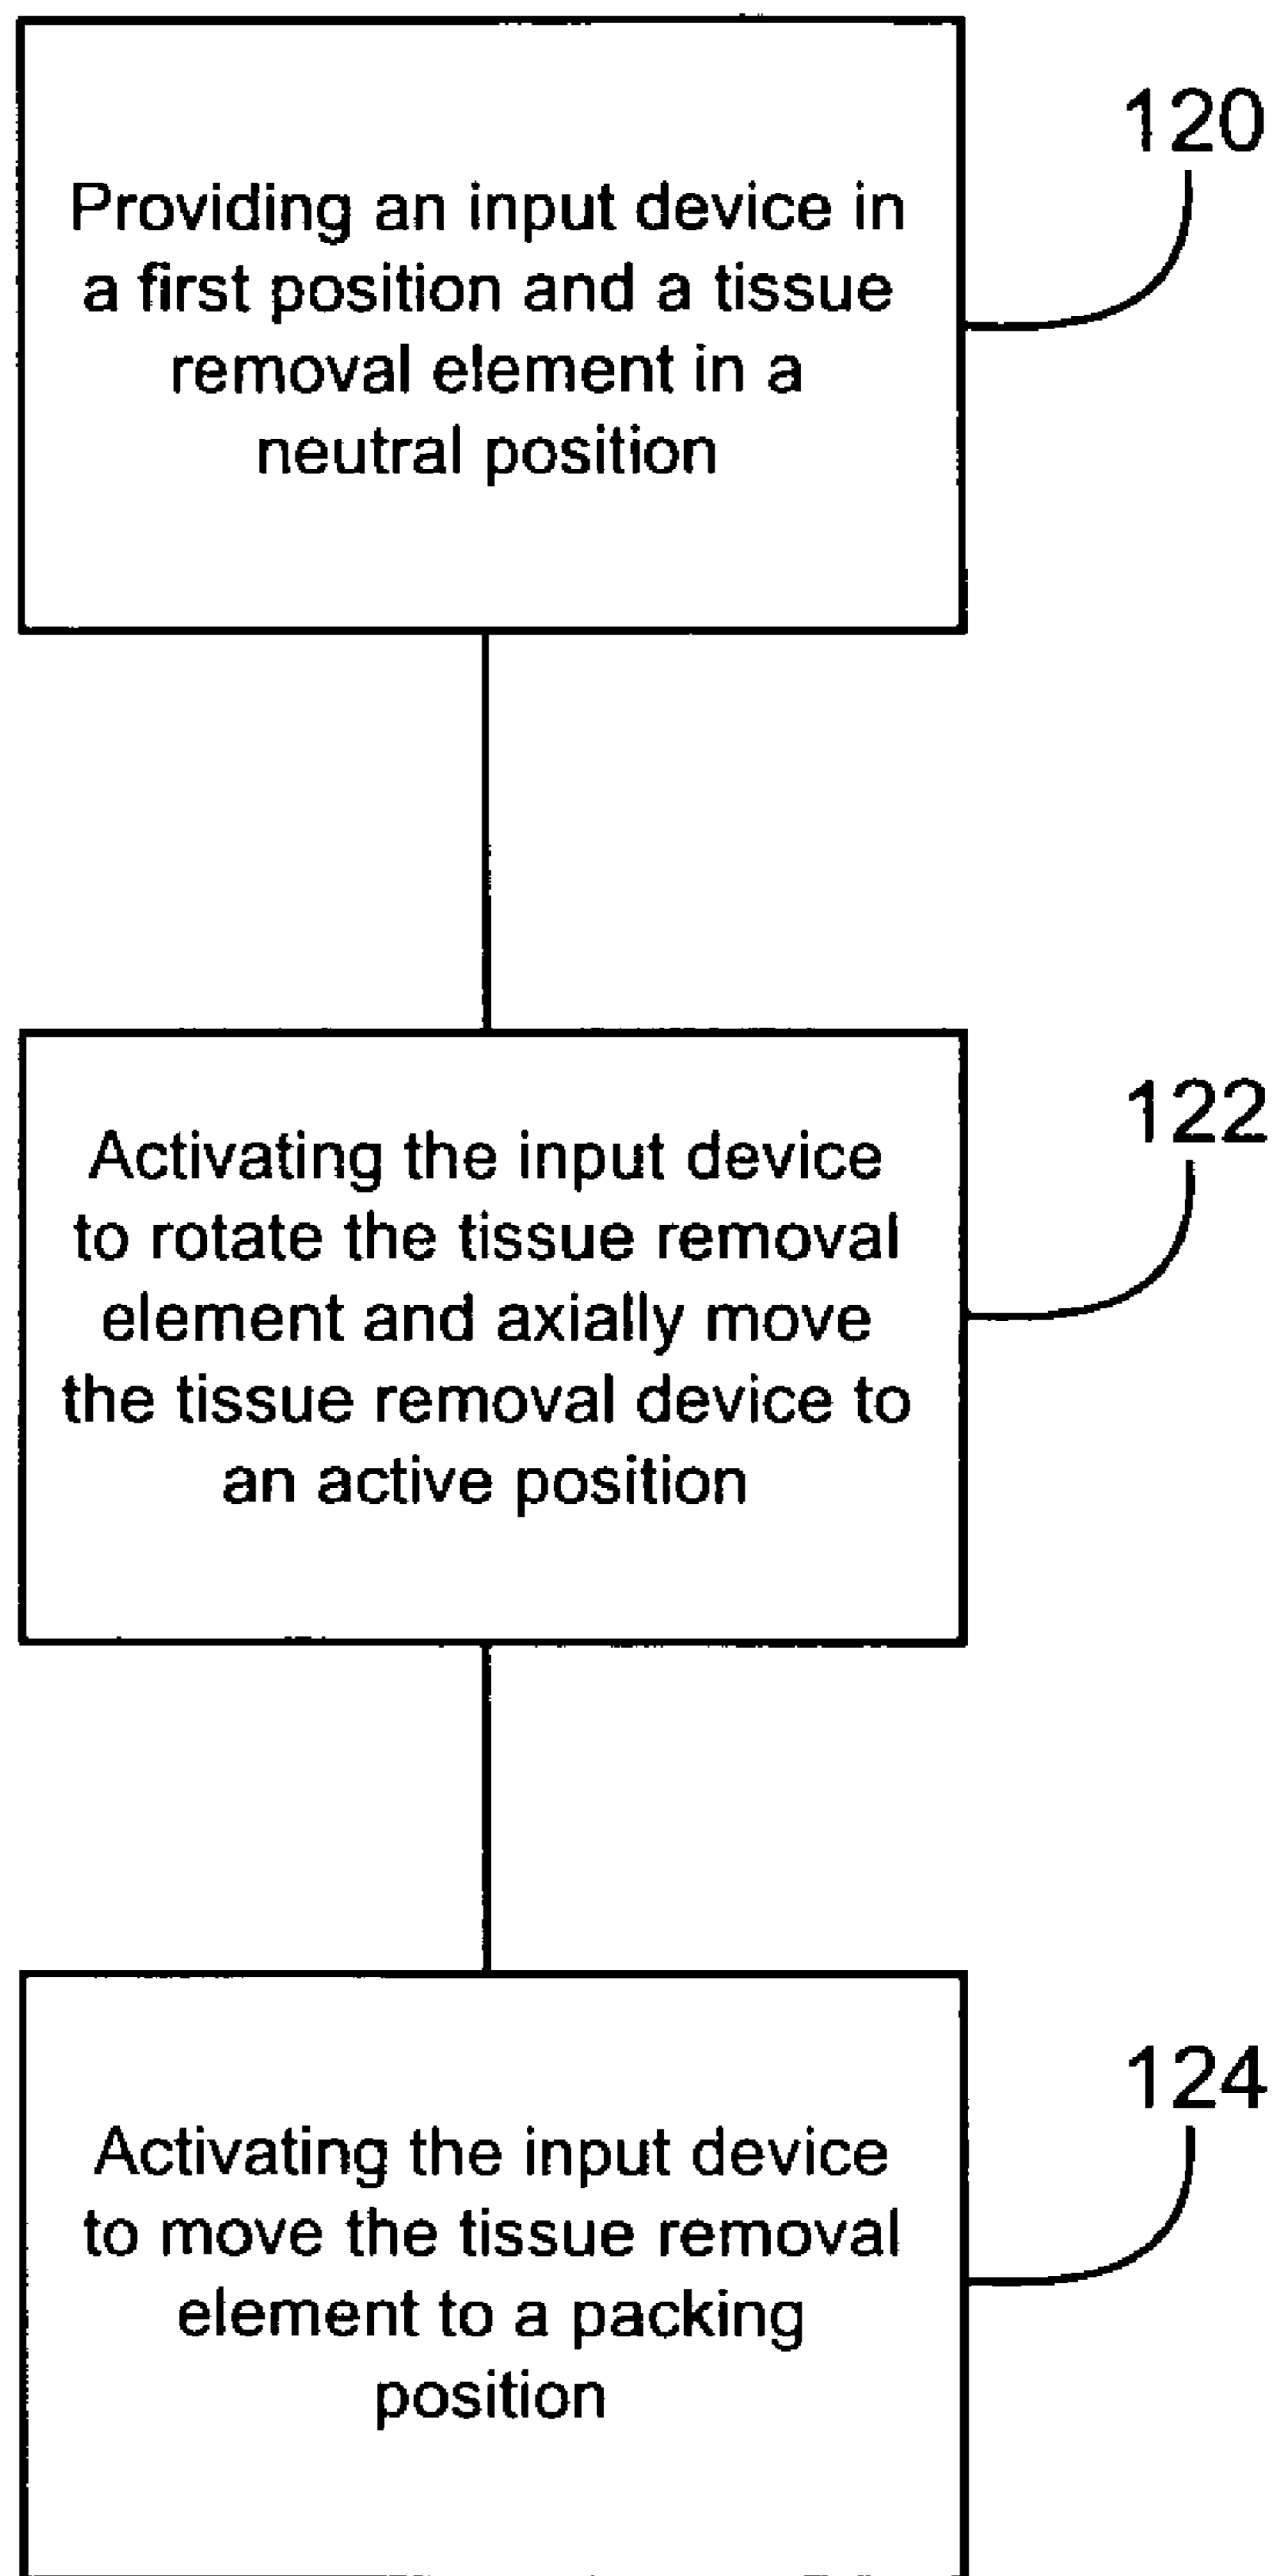 Providing an input device in
a first position and a tissue
removal element in a
neutral position
120
Activating the input device
to rotate the tissue removal
element and axially move
the tissue removal device to
an active position
122
Activating the input device
to move the tissue removal
element to a packing
position
124